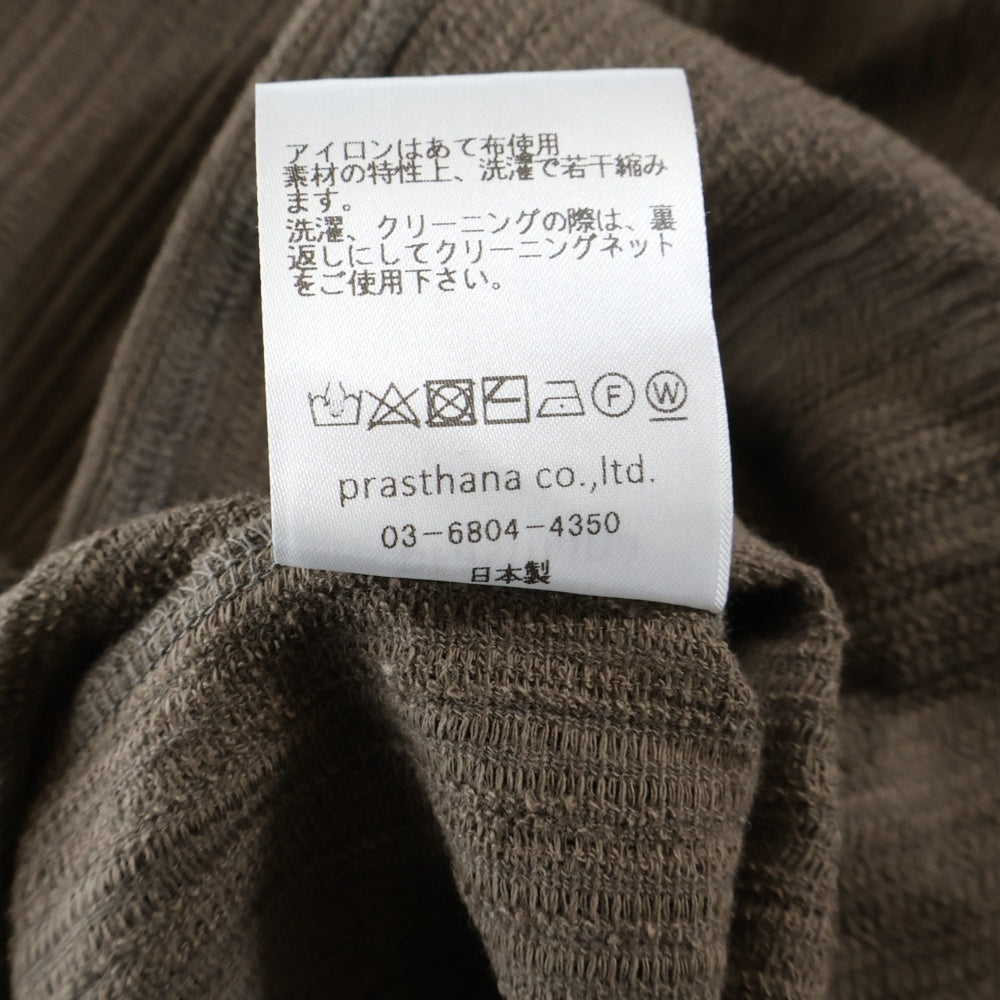 アイロンはあて布使用
素材の特性上、洗濯で若干縮み
ます。
洗濯、クリーニングの際は、裏
返しにしてクリーニングネット
をご使用下さい。
F W
prasthana co.,ltd.
03-6804-4350
日本製